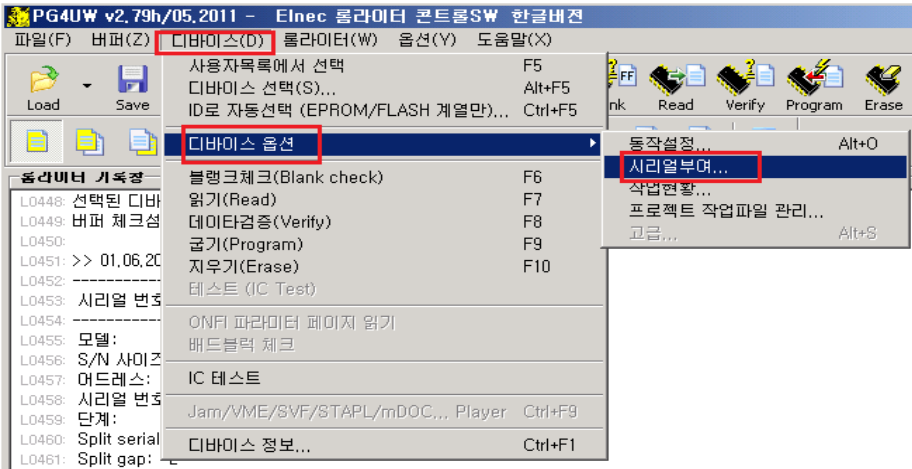 PG4UW v2.79h/05.2011 - Elnec 롬라이터 콘트롤SW 한글버젼
파일(F) 버퍼(Z) 디바이스(D) 롬라이터(W) 옵션(Y) 도움말(X)
Load Save Read Verify Program Erase
사용자목록에서 선택 F5
디바이스 선택(S)... Alt+F5
ID로 자동선택 (EPROM/FLASH 계열만)... Ctrl+F5
디바이스 옵션
블랭크체크(Blank check) F6
읽기(Read) F7
데이타검증(Verify) F8
굽기(Program) F9
지우기(Erase) F10
테스트 (IC Test)
ONFI 파라미터 페이지 읽기
배드블럭 체크
IC 테스트
Jam/VME/SVF/STAPL/mDOC... Player Ctrl+F9
디바이스 정보... Ctrl+F1
동작설정... Alt+O
시리얼부여...
작업현황...
프로젝트 작업파일 관리...
고급... Alt+S
롬라이터 기록창
L0448: 선택된 디바
L0449: 버퍼 체크섬
L0450:
L0451: >> 01.06.20
L0452: -----------
L0453: 시리얼 번호
L0454: -----------
L0455: 모델:
L0456: S/N 사이즈
L0457: 어드레스:
L0458: 시리얼 번호
L0459: 단계:
L0460: Split serial
L0461: Split gap: